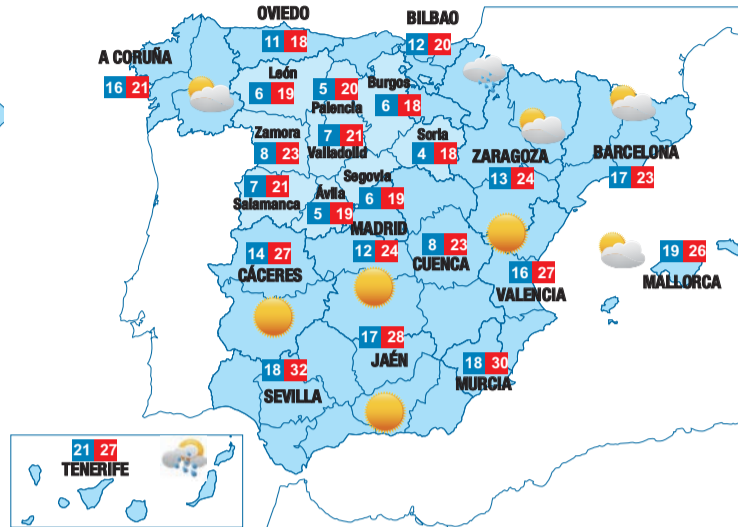 OVIEDO
11 18
BILBAO
12 20
A CORUÑA
16 21
León
6 19
5 20
Palencia
Burgos
6 18
Zamora
8 23
7 21
Valladolid
Soria
4 18
ZARAGOZA
13 24
BARCELONA
17 23
7 21
Salamanca
Ávila
5 19
Segovia
6 19
MADRID
12 24
8 23
CUENCA
14 27
CÁCERES
16 27
VALENCIA
19 26
MALLORCA
17 28
JAÉN
18 32
SEVILLA
18 30
MURCIA
21 27
TENERIFE